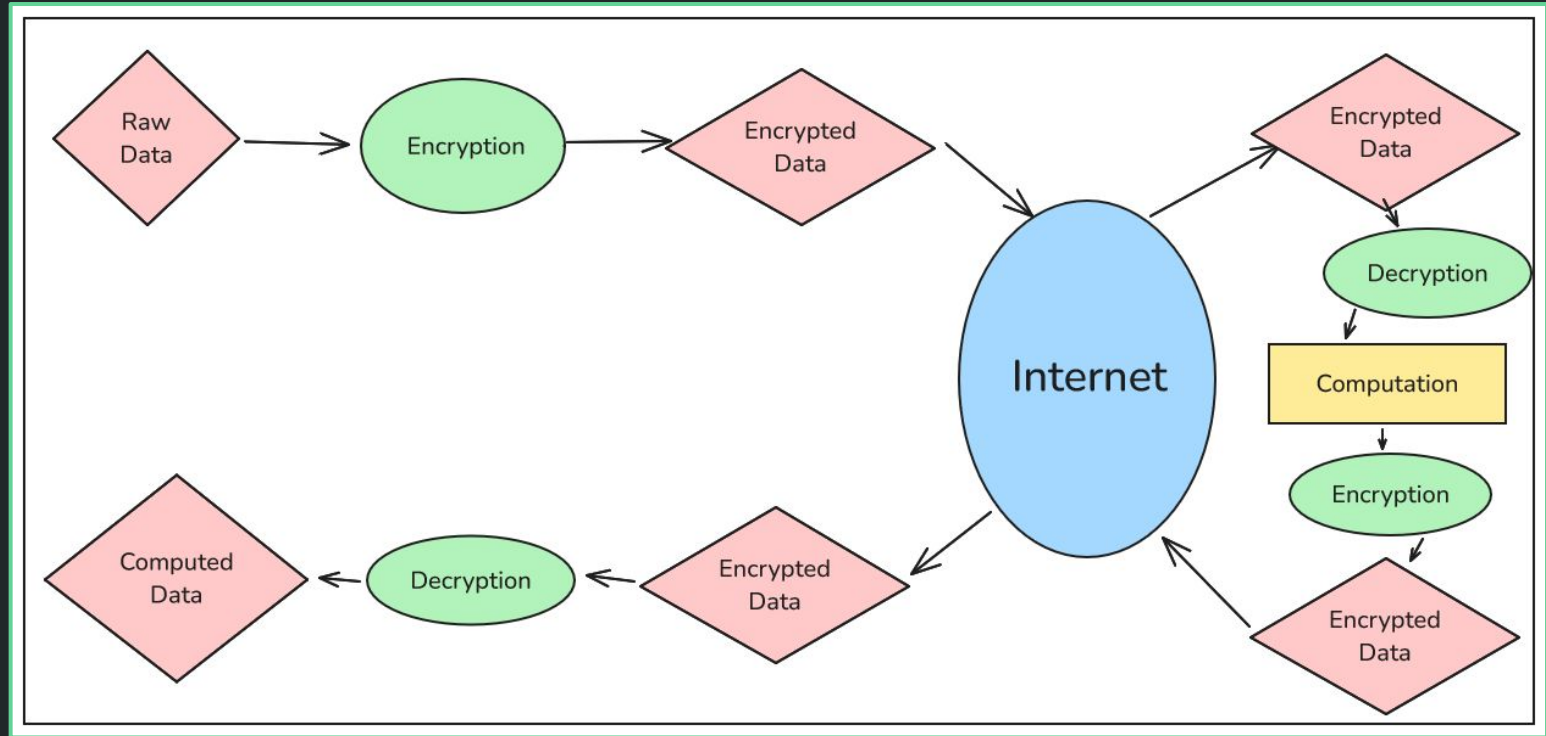 Raw
Data
Encryption
Encrypted
Data
Internet
Encrypted
Data
Decryption
Computation
Encryption
Encrypted
Data
Encrypted
Data
Decryption
Computed
Data